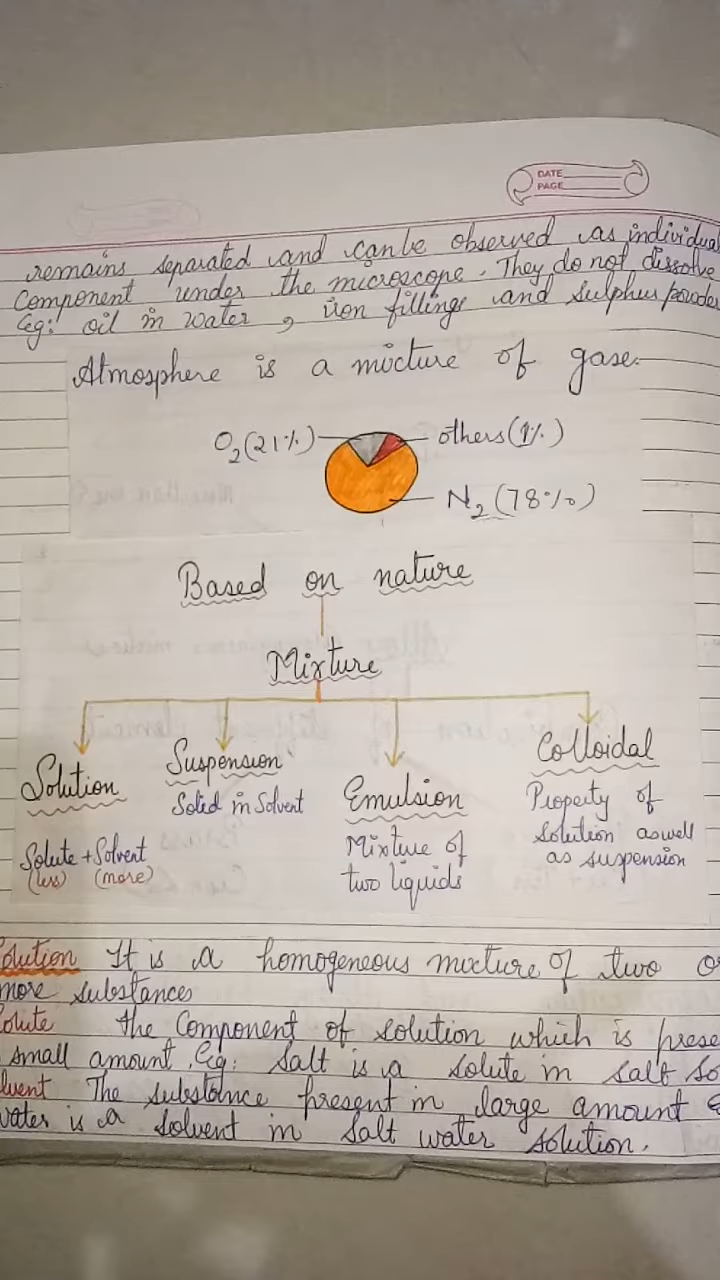 DATE
PAGE
remains separated and can be observed as individual
component under the microscope. They do not dissolve
Eg: oil in water, iron fillings and sulphur powder
Atmosphere is a mixture of gase
O₂(21%)
others(1%)
N₂(78%)
Based on nature
Mixture
Solution
Suspension
Emulsion
Colloidal
Solute + Solvent
(less) (more)
Solid in Solvent
Mixture of
two liquids
Property of
solution aswell
as suspension
olution It is a homogeneous mixture of two o
more substances
olute the component of solution which is prese
small amount. Eg: salt is a solute in salt so
lvent The substance present in large amount
water is a solvent in salt water solution.